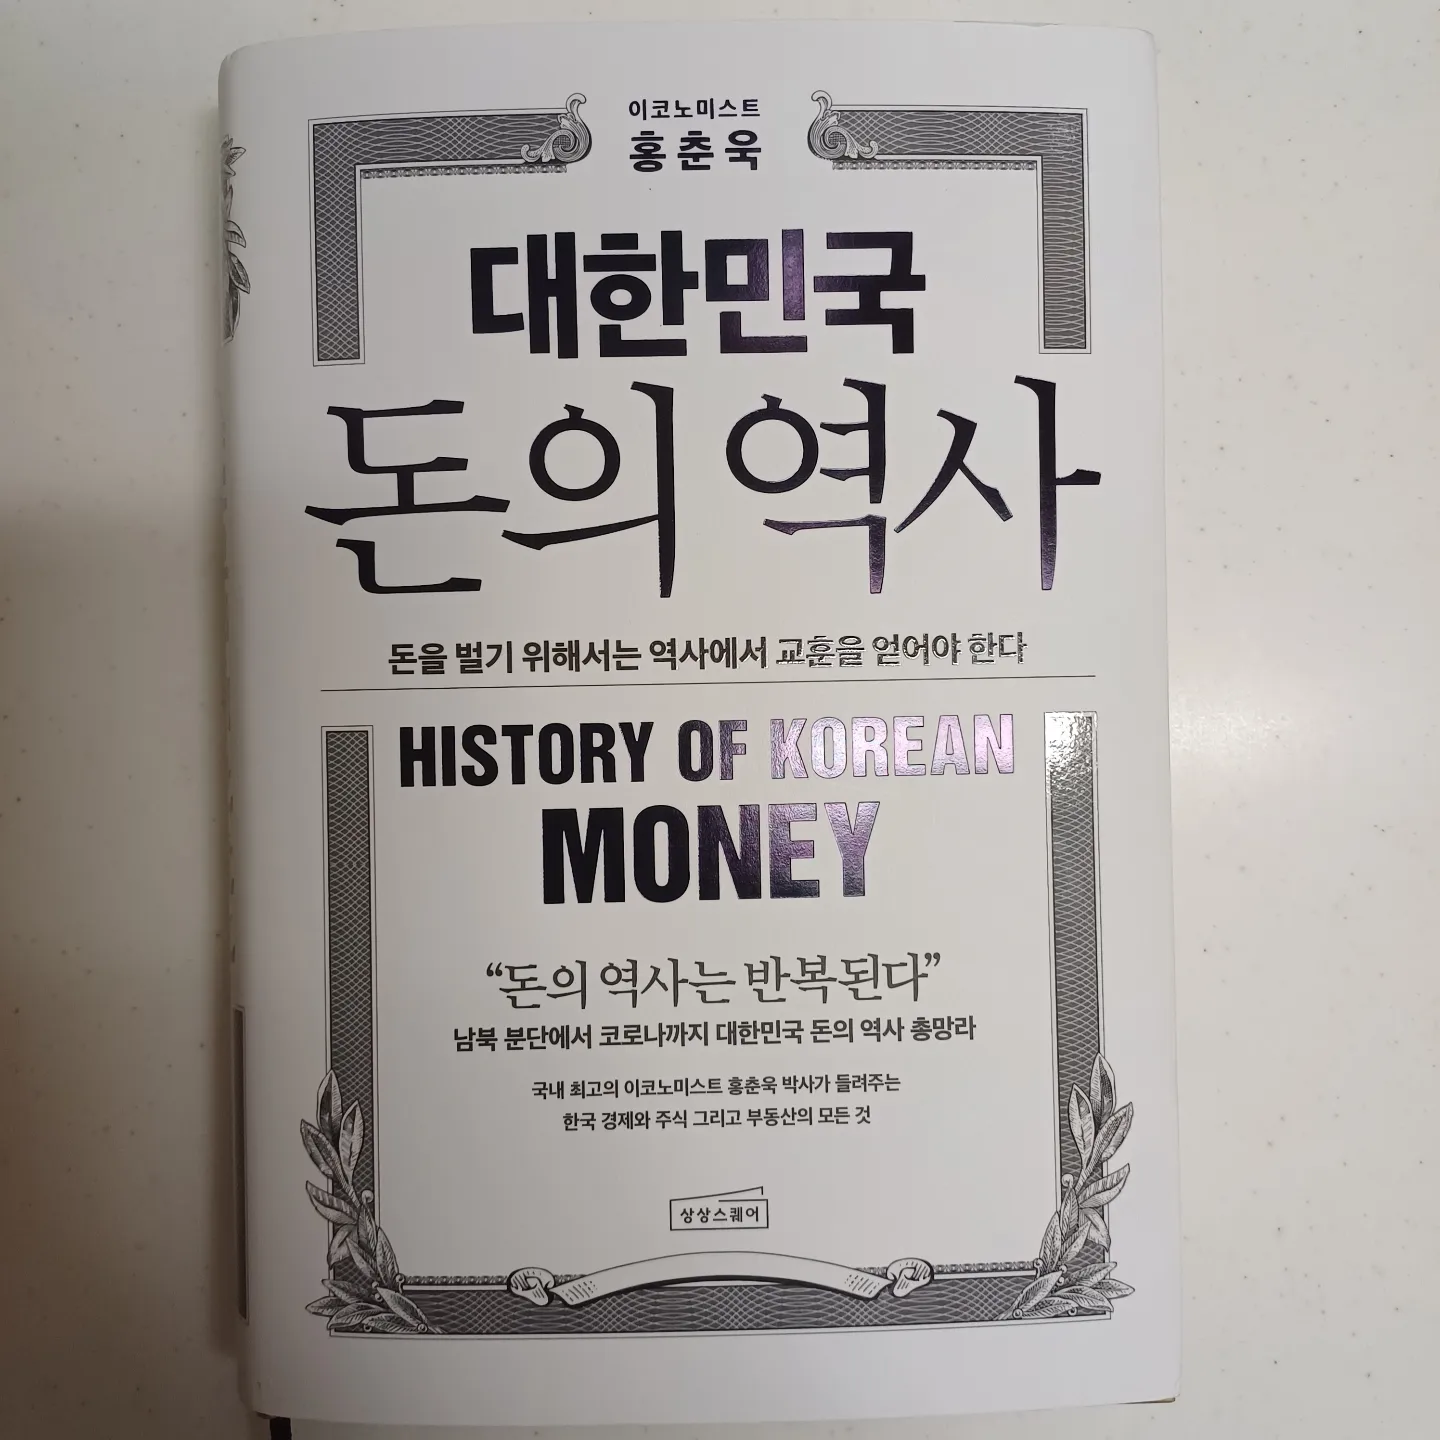 이코노미스트
홍춘욱
대한민국
돈의 역사
돈을 벌기 위해서는 역사에서 교훈을 얻어야 한다
HISTORY OF KOREAN
MONEY
“돈의 역사는 반복된다”
남북 분단에서 코로나까지 대한민국 돈의 역사 총망라
국내 최고의 이코노미스트 홍춘욱 박사가 들려주는
한국 경제와 주식 그리고 부동산의 모든 것
상상스퀘어